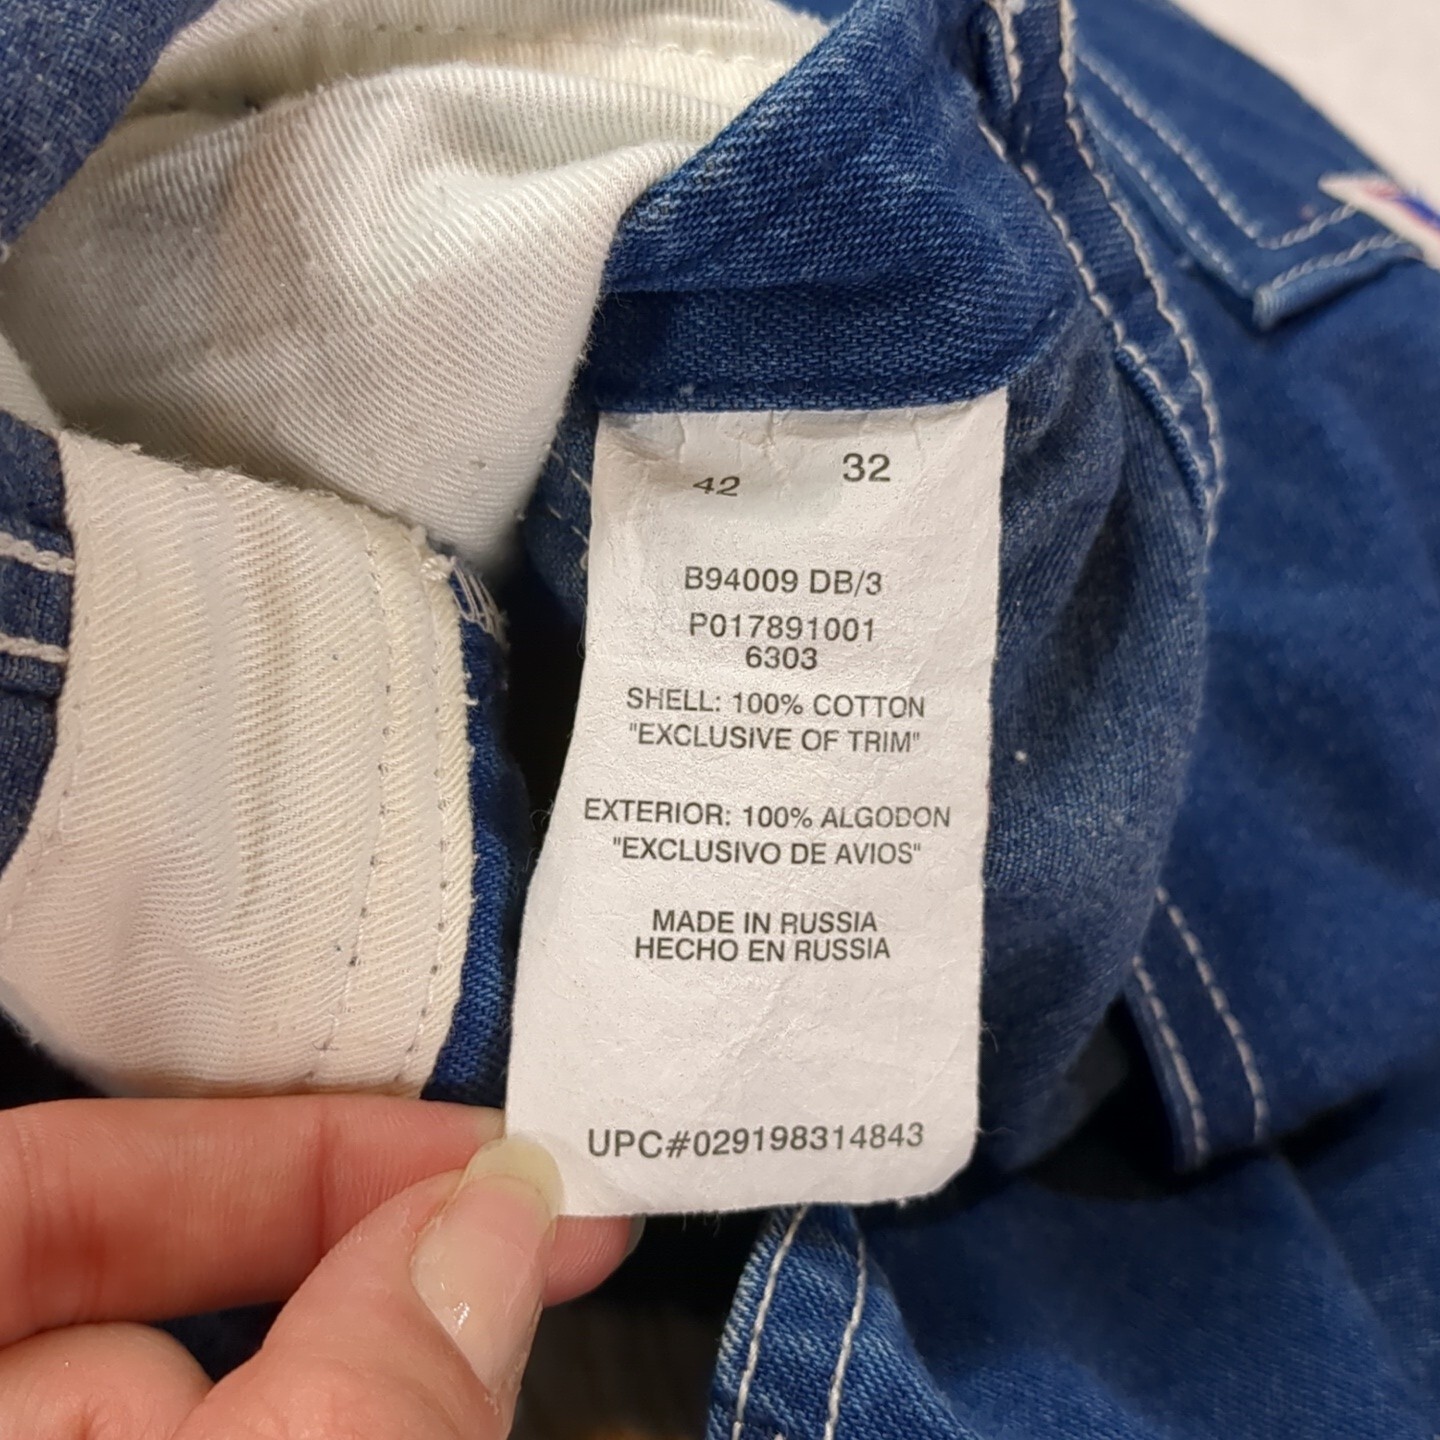 42 32
B94009 DB/3
P017891001
6303
SHELL: 100% COTTON
"EXCLUSIVE OF TRIM"
EXTERIOR: 100% ALGODON
"EXCLUSIVO DE AVIOS"
MADE IN RUSSIA
HECHO EN RUSSIA
UPC#029198314843